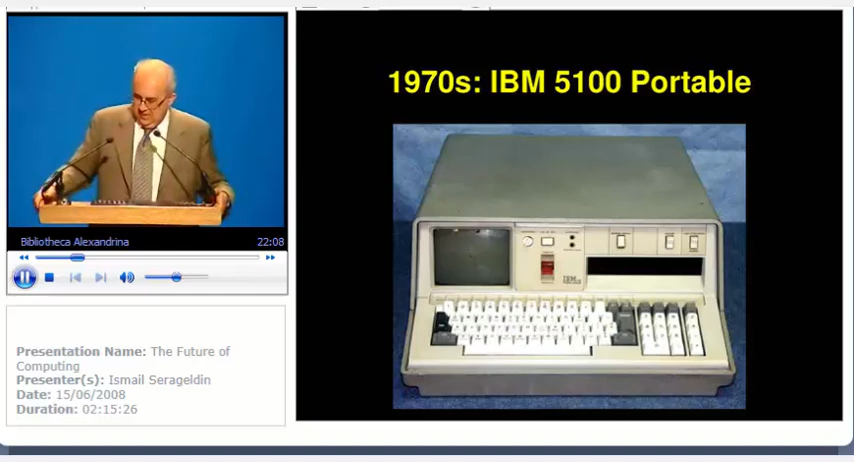 1970s: IBM 5100 Portable
IBM
Bibliotheca Alexandrina 22:08
Presentation Name: The Future of
Computing
Presenter(s): Ismail Serageldin
Date: 15/06/2008
Duration: 02:15:26